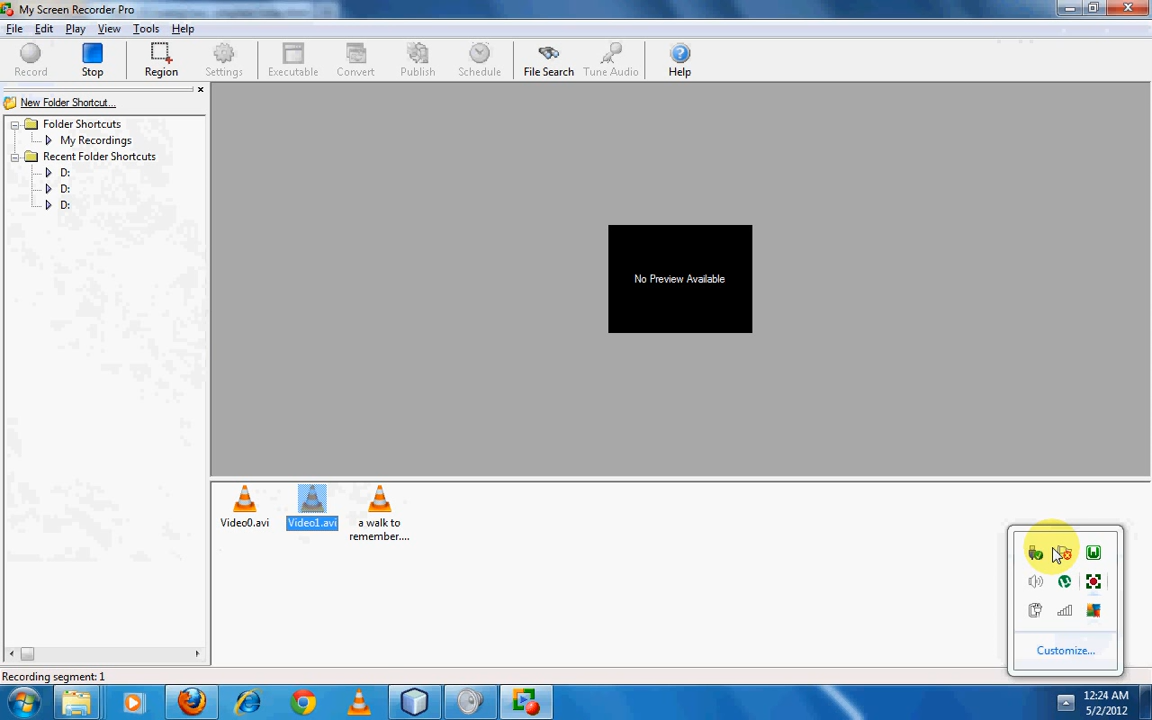 My Screen Recorder Pro
File Edit Play View Tools Help
Record Stop Region Settings Executable Convert Publish Schedule File Search Tune Audio Help
New Folder Shortcut...
Folder Shortcuts
My Recordings
Recent Folder Shortcuts
D:
D:
D:
No Preview Available
Video0.avi Video1.avi a walk to
remember....
Customize...
Recording segment: 1
12:24 AM
5/2/2012